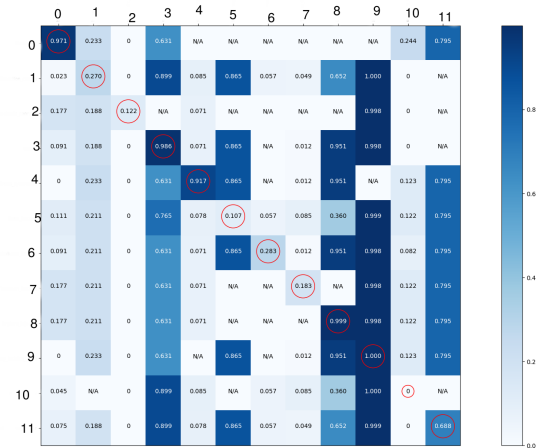 0 1 2 3 4 5 6 7 8 9 10 11
0 0.971 0.233 0 0.631 N/A N/A N/A N/A N/A N/A 0.244 0.795
1 0.023 0.270 0 0.899 0.085 0.865 0.057 0.049 0.652 1.000 0 N/A
2 0.177 0.188 0.122 N/A 0.071 N/A N/A N/A N/A 0.998 0 N/A
3 0.091 0.188 0 0.986 0.071 0.865 N/A 0.012 0.951 0.998 0 N/A
4 0 0.233 0 0.631 0.917 0.865 N/A 0.012 0.951 N/A 0.123 0.795
5 0.111 0.211 0 0.765 0.078 0.107 0.057 0.085 0.360 0.999 0.122 0.795
6 0.091 0.211 0 0.631 0.071 0.865 0.283 0.012 0.951 0.998 0.082 0.795
7 0.177 0.211 0 0.631 0.071 N/A N/A 0.183 N/A 0.998 0.122 0.795
8 0.177 0.211 0 0.631 0.071 N/A N/A N/A 0.999 0.998 0.122 0.795
9 0 0.233 0 0.631 N/A 0.865 N/A 0.012 0.951 1.000 0.123 0.795
10 0.045 N/A 0 0.899 0.085 N/A 0.057 0.085 0.360 1.000 0 N/A
11 0.075 0.188 0 0.899 0.078 0.865 0.057 0.049 0.652 0.999 0 0.688
0.8
0.6
0.4
0.2
0.0